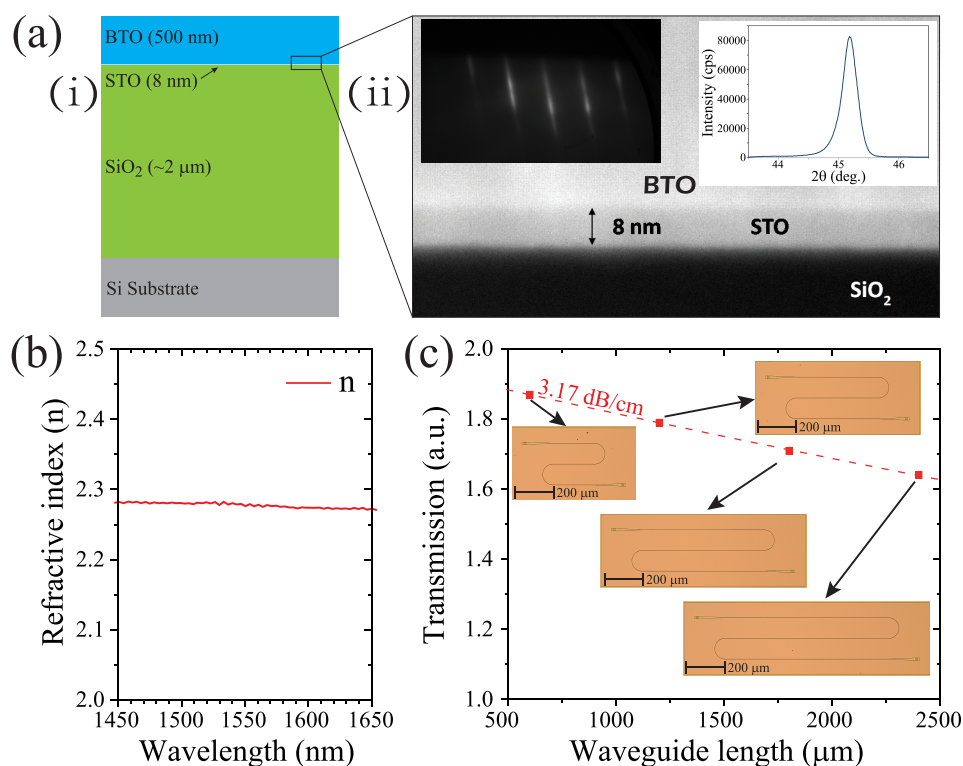 (a)
(i)
BTO (500 nm)
STO (8 nm)
SiO₂ (~2 μm)
Si Substrate
(ii)
Intensity (cps)
80000
60000
40000
20000
0
44 45 46
2θ (deg.)
BTO
8 nm STO
SiO₂
(b)
Refractive index (n)
2.5
2.4
2.3
2.2
2.1
2.0
n
1450 1500 1550 1600 1650
Wavelength (nm)
(c)
Transmission (a.u.)
2.0
1.8
1.6
1.4
1.2
1.0
3.17 dB/cm
200 μm
200 μm
200 μm
200 μm
500 1000 1500 2000 2500
Waveguide length (μm)